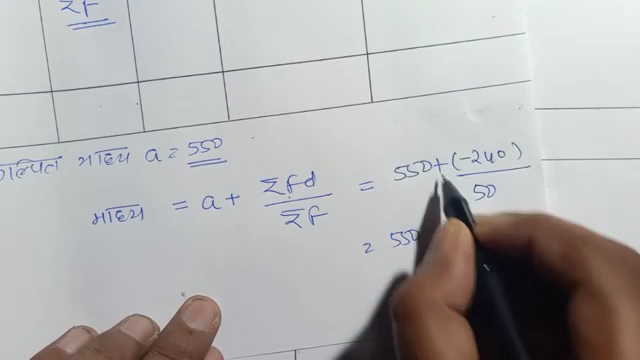 Σf
कल्पित माध्य a = 550
माध्य = a + Σfd / Σf = 550 + (-240) / 50
= 550